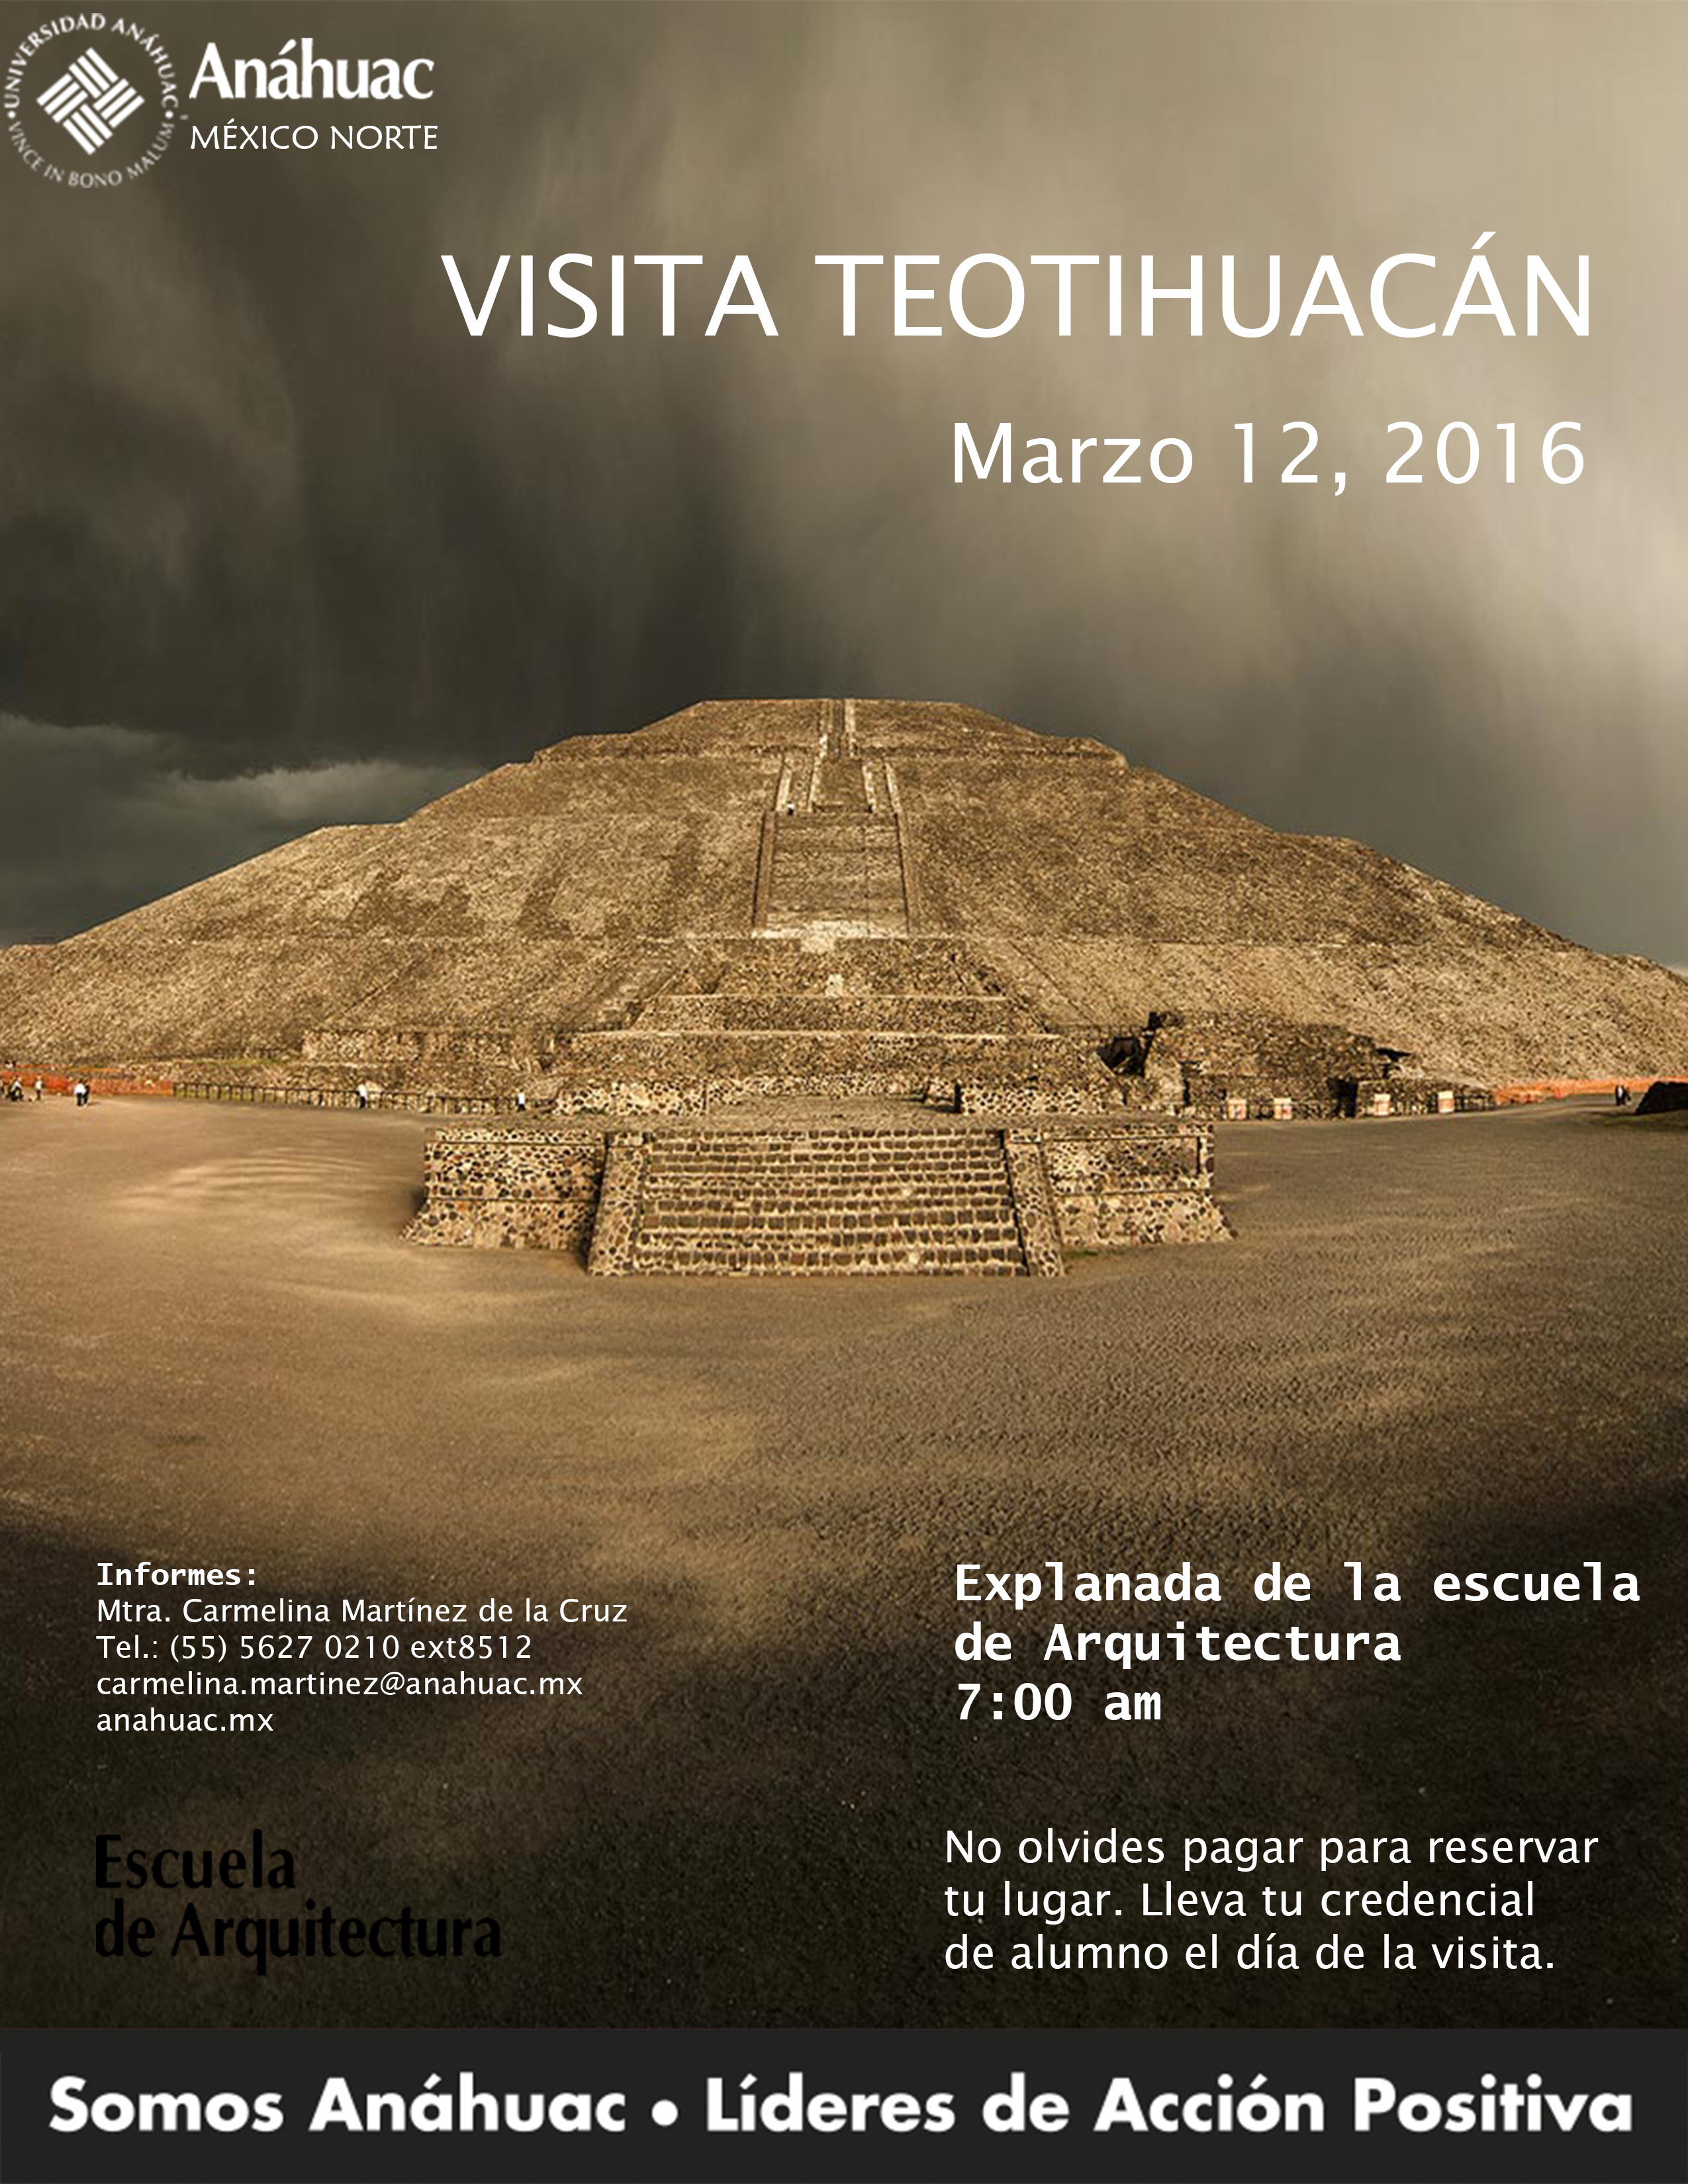 UNIVERSIDAD ANÁHUAC
VINCE IN BONO MALUM
Anáhuac
MÉXICO NORTE
VISITA TEOTIHUACÁN
Marzo 12, 2016
Informes:
Mtra. Carmelina Martínez de la Cruz
Tel.: (55) 5627 0210 ext8512
carmelina.martinez@anahuac.mx
anahuac.mx
Explanada de la escuela
de Arquitectura
7:00 am
Escuela
de Arquitectura
No olvides pagar para reservar
tu lugar. Lleva tu credencial
de alumno el día de la visita.
Somos Anáhuac • Líderes de Acción Positiva